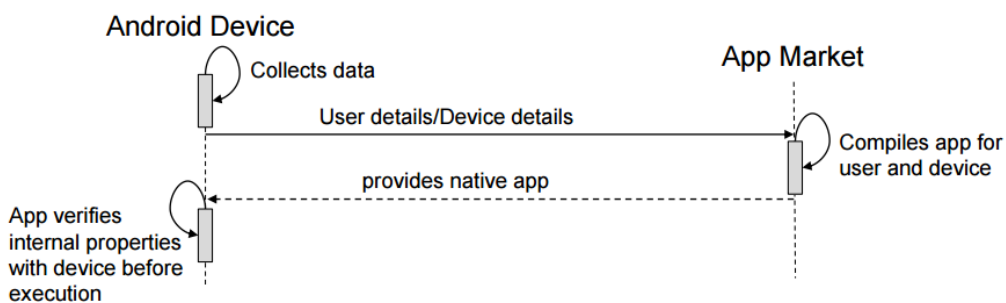 Android Device
App Market
Collects data
User details/Device details
Compiles app for
user and device
provides native app
App verifies
internal properties
with device before
execution